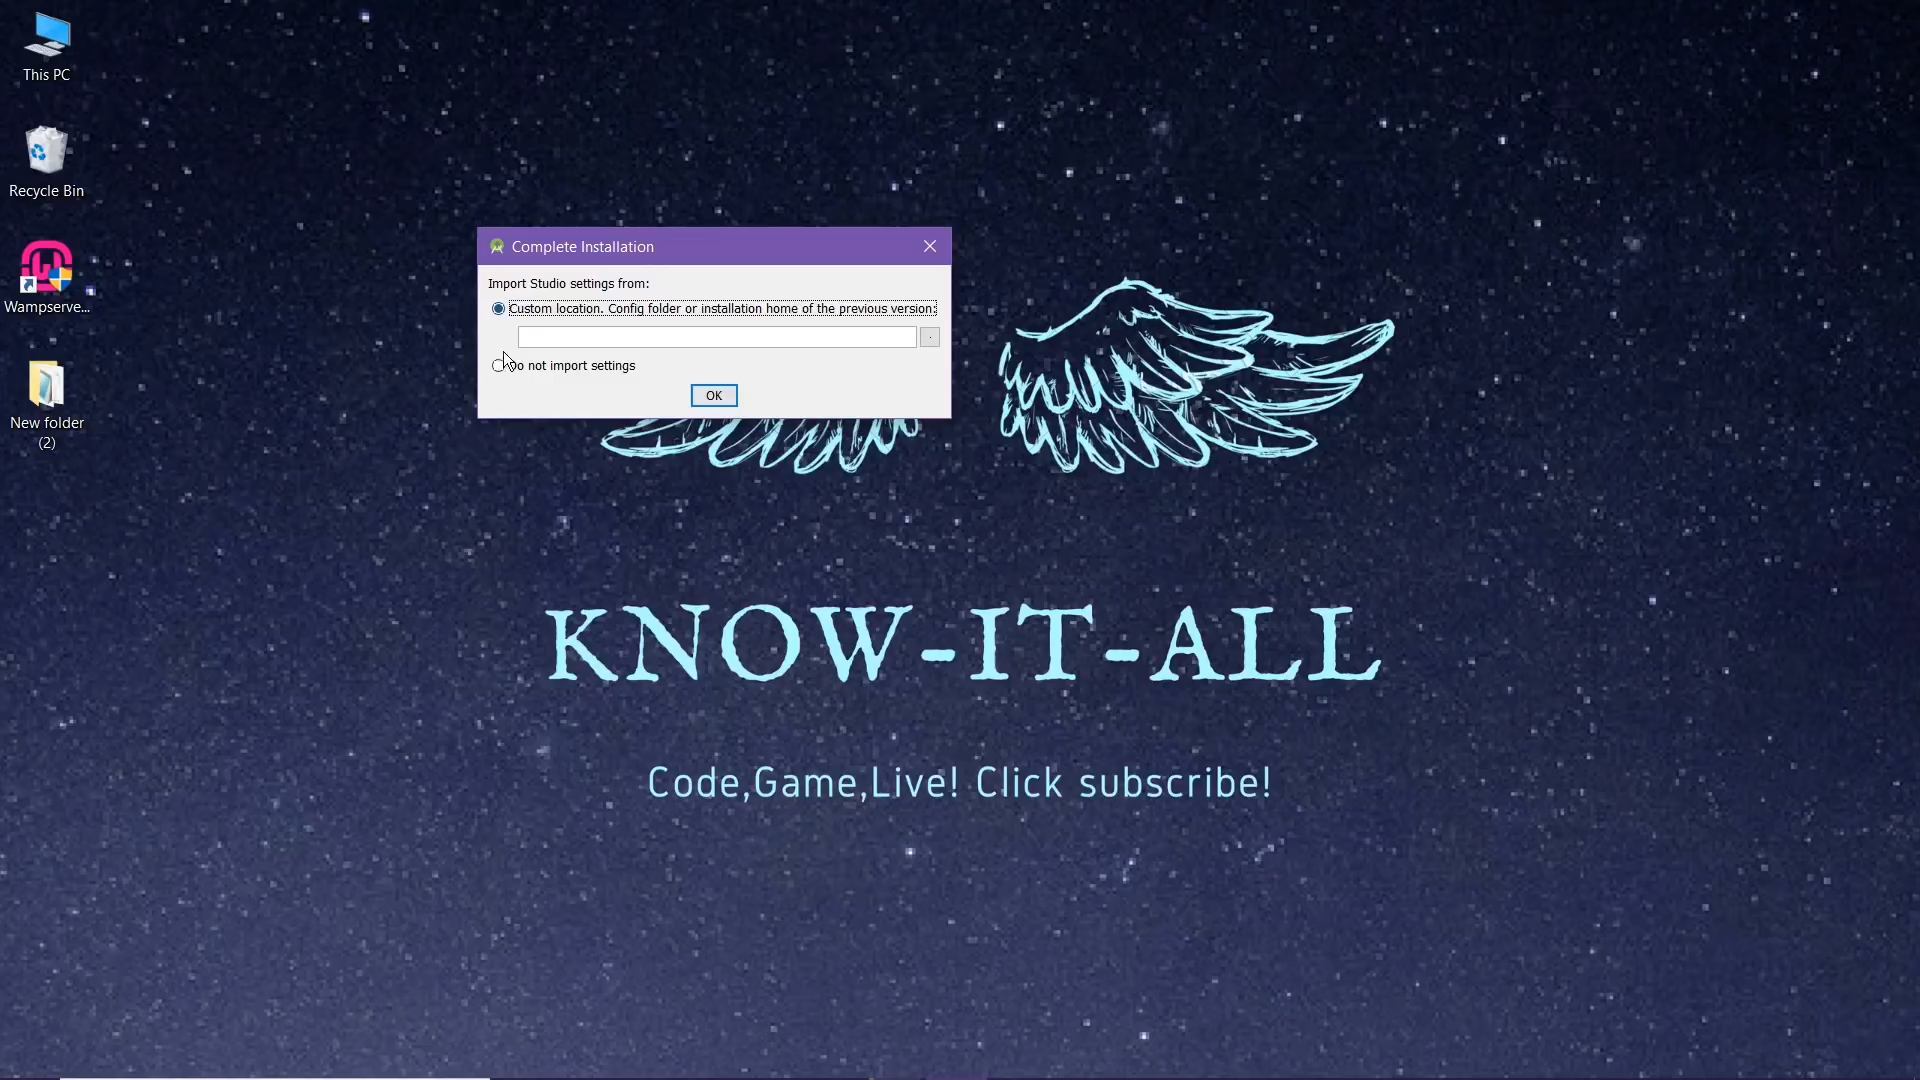 This PC
Recycle Bin
Wampserve...
New folder
(2)
Complete Installation
Import Studio settings from:
Custom location. Config folder or installation home of the previous version:
Do not import settings
OK
KNOW-IT-ALL
Code,Game,Live! Click subscribe!